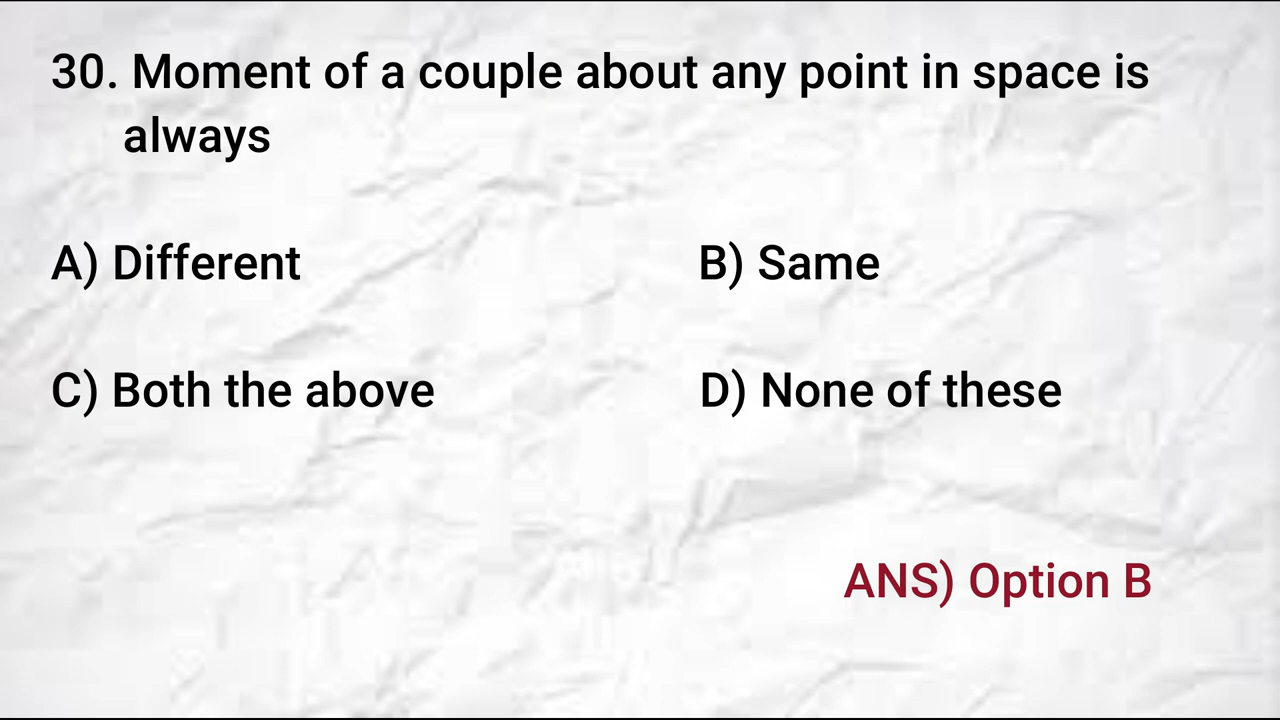 30. Moment of a couple about any point in space is
always
A) Different
B) Same
C) Both the above
D) None of these
ANS) Option B